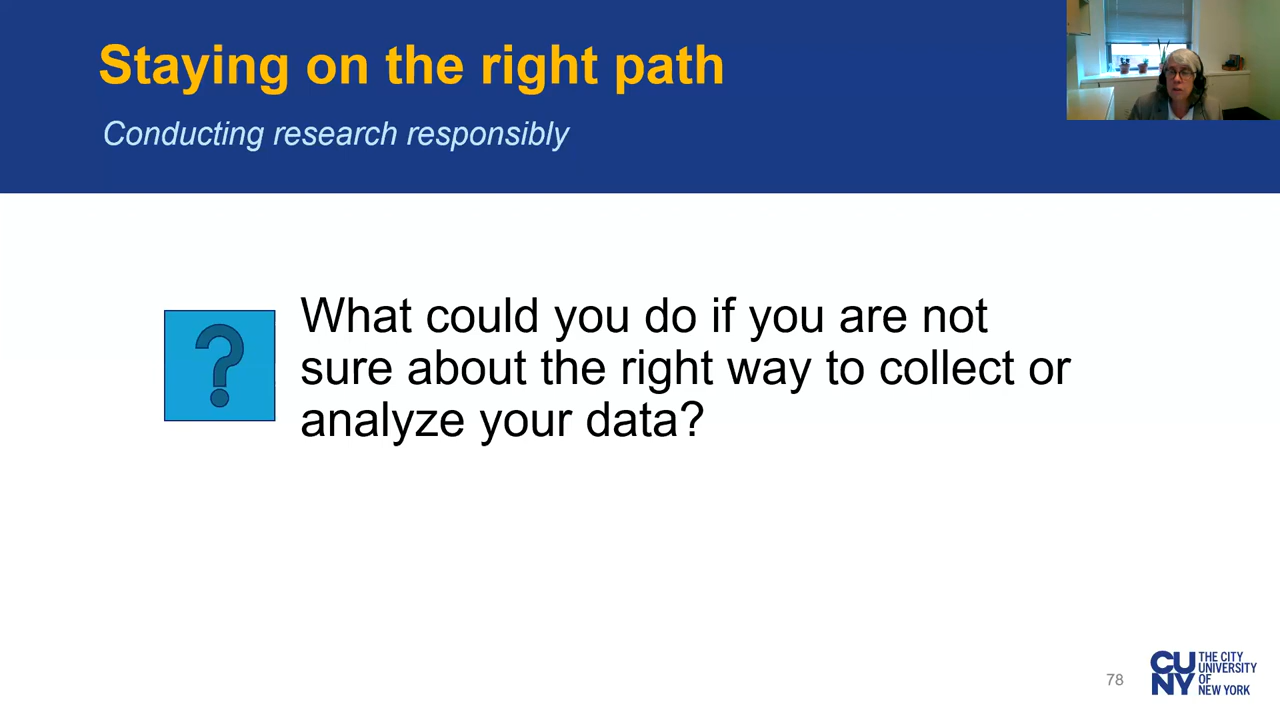 Staying on the right path
Conducting research responsibly
?
What could you do if you are not
sure about the right way to collect or
analyze your data?
78
CU
NY
THE CITY
UNIVERSITY
OF
NEW YORK